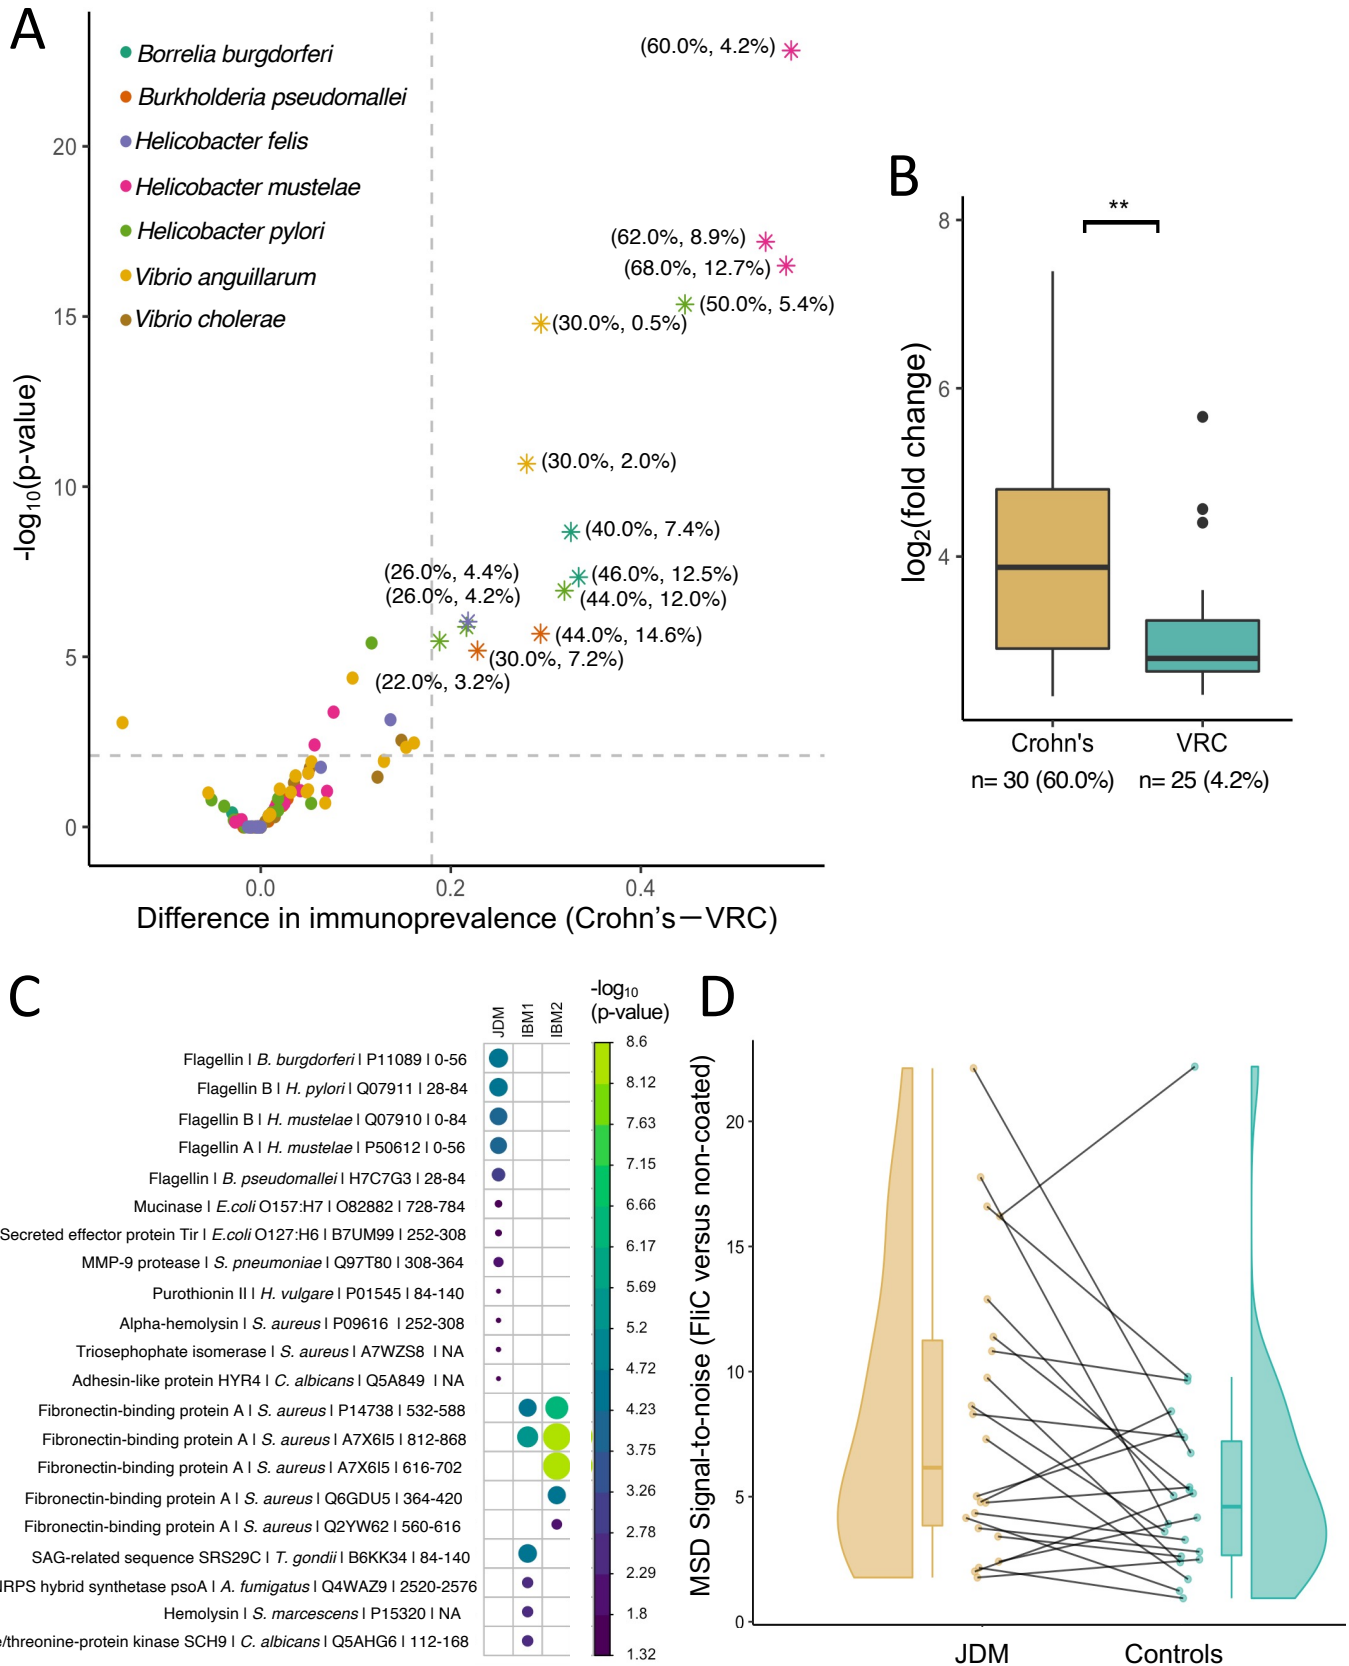 A
Borrelia burgdorferi
Burkholderia pseudomallei
Helicobacter felis
Helicobacter mustelae
Helicobacter pylori
Vibrio anguillarum
Vibrio cholerae
(60.0%, 4.2%)
(62.0%, 8.9%)
(68.0%, 12.7%)
(50.0%, 5.4%)
(30.0%, 0.5%)
(30.0%, 2.0%)
(40.0%, 7.4%)
(26.0%, 4.4%)
(46.0%, 12.5%)
(26.0%, 4.2%)
(44.0%, 12.0%)
(44.0%, 14.6%)
(30.0%, 7.2%)
(22.0%, 3.2%)
-log10(p-value)
20
15
10
5
0
0.0 0.2 0.4
Difference in immunoprevalence (Crohn's−VRC)
B
**
log2(fold change)
8
6
4
Crohn's VRC
n= 30 (60.0%) n= 25 (4.2%)
C
JDM
IBM1
IBM2
-log10
(p-value)
Flagellin | B. burgdorferi | P11089 | 0-56
Flagellin B | H. pylori | Q07911 | 28-84
Flagellin B | H. mustelae | Q07910 | 0-84
Flagellin A | H. mustelae | P50612 | 0-56
Flagellin | B. pseudomallei | H7C7G3 | 28-84
Mucinase | E.coli O157:H7 | O82882 | 728-784
Secreted effector protein Tir | E.coli O127:H6 | B7UM99 | 252-308
MMP-9 protease | S. pneumoniae | Q97T80 | 308-364
Purothionin II | H. vulgare | P01545 | 84-140
Alpha-hemolysin | S. aureus | P09616 | 252-308
Triosephophate isomerase | S. aureus | A7WZS8 | NA
Adhesin-like protein HYR4 | C. albicans | Q5A849 | NA
Fibronectin-binding protein A | S. aureus | P14738 | 532-588
Fibronectin-binding protein A | S. aureus | A7X6I5 | 812-868
Fibronectin-binding protein A | S. aureus | A7X6I5 | 616-702
Fibronectin-binding protein A | S. aureus | Q6GDU5 | 364-420
Fibronectin-binding protein A | S. aureus | Q2YW62 | 560-616
SAG-related sequence SRS29C | T. gondii | B6KK34 | 84-140
NRPS hybrid synthetase psoA | A. fumigatus | Q4WAZ9 | 2520-2576
Hemolysin | S. marcescens | P15320 | NA
e/threonine-protein kinase SCH9 | C. albicans | Q5AHG6 | 112-168
8.6
8.12
7.63
7.15
6.66
6.17
5.69
5.2
4.72
4.23
3.75
3.26
2.78
2.29
1.8
1.32
D
MSD Signal-to-noise (FliC versus non-coated)
20
15
10
5
0
JDM Controls